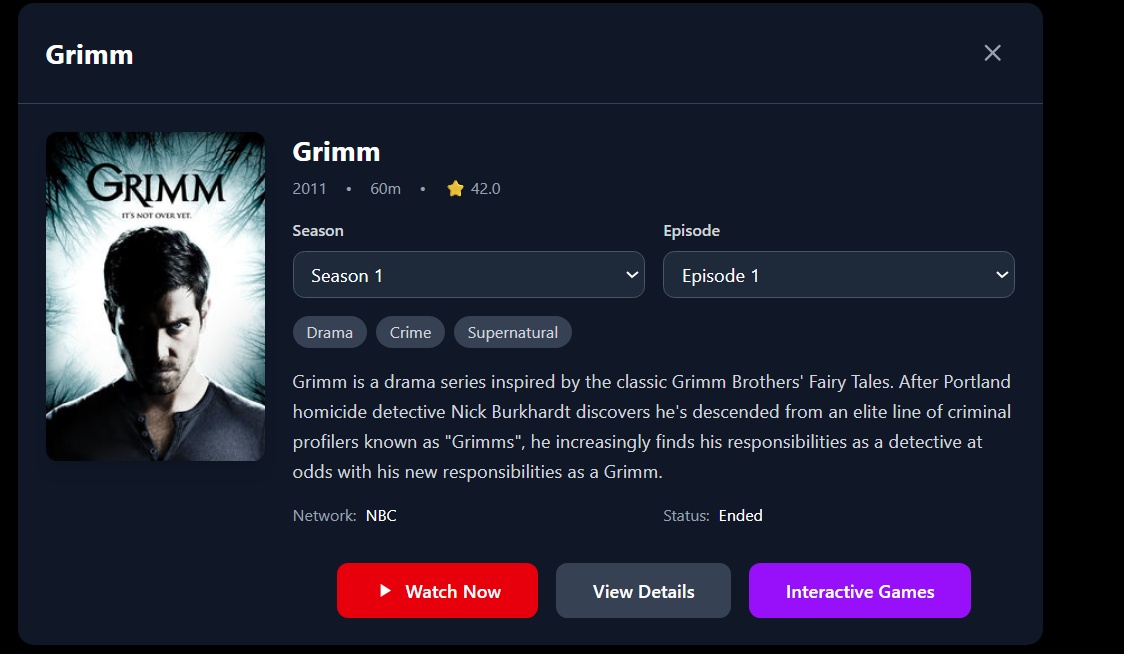 Grimm
GRIMM
IT'S NOT OVER YET.
Grimm
2011 • 60m • ⭐ 42.0
Season Episode
Season 1 Episode 1
Drama Crime Supernatural
Grimm is a drama series inspired by the classic Grimm Brothers' Fairy Tales. After Portland
homicide detective Nick Burkhardt discovers he's descended from an elite line of criminal
profilers known as "Grimms", he increasingly finds his responsibilities as a detective at
odds with his new responsibilities as a Grimm.
Network: NBC Status: Ended
Watch Now View Details Interactive Games